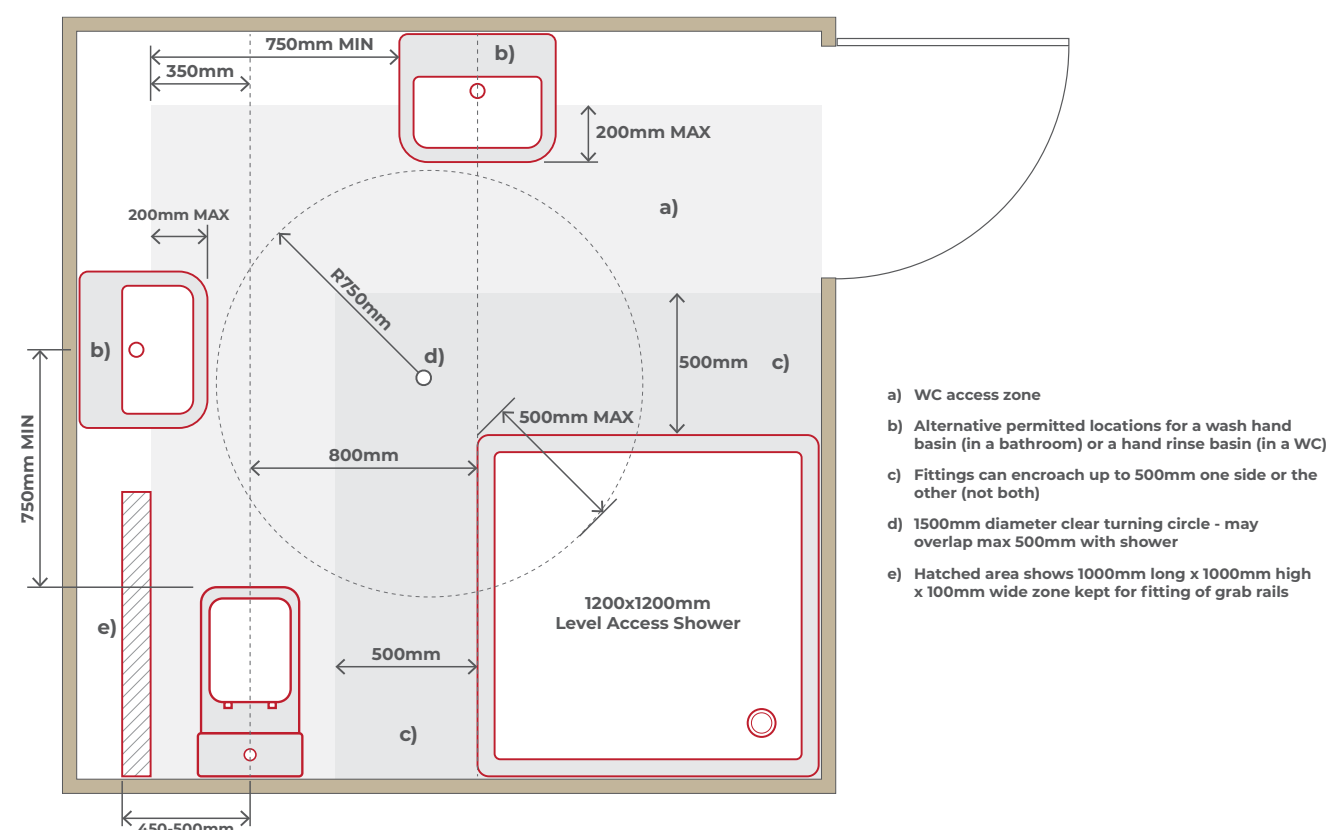 750mm MIN
b)
350mm
200mm MAX
a)
200mm MAX
R750mm
d)
b)
500mm
c)
500mm MAX
800mm
750mm MIN
1200x1200mm
Level Access Shower
e)
500mm
c)
450-500mm
a) WC access zone
b) Alternative permitted locations for a wash hand
basin (in a bathroom) or a hand rinse basin (in a WC)
c) Fittings can encroach up to 500mm one side or the
other (not both)
d) 1500mm diameter clear turning circle - may
overlap max 500mm with shower
e) Hatched area shows 1000mm long x 1000mm high
x 100mm wide zone kept for fitting of grab rails